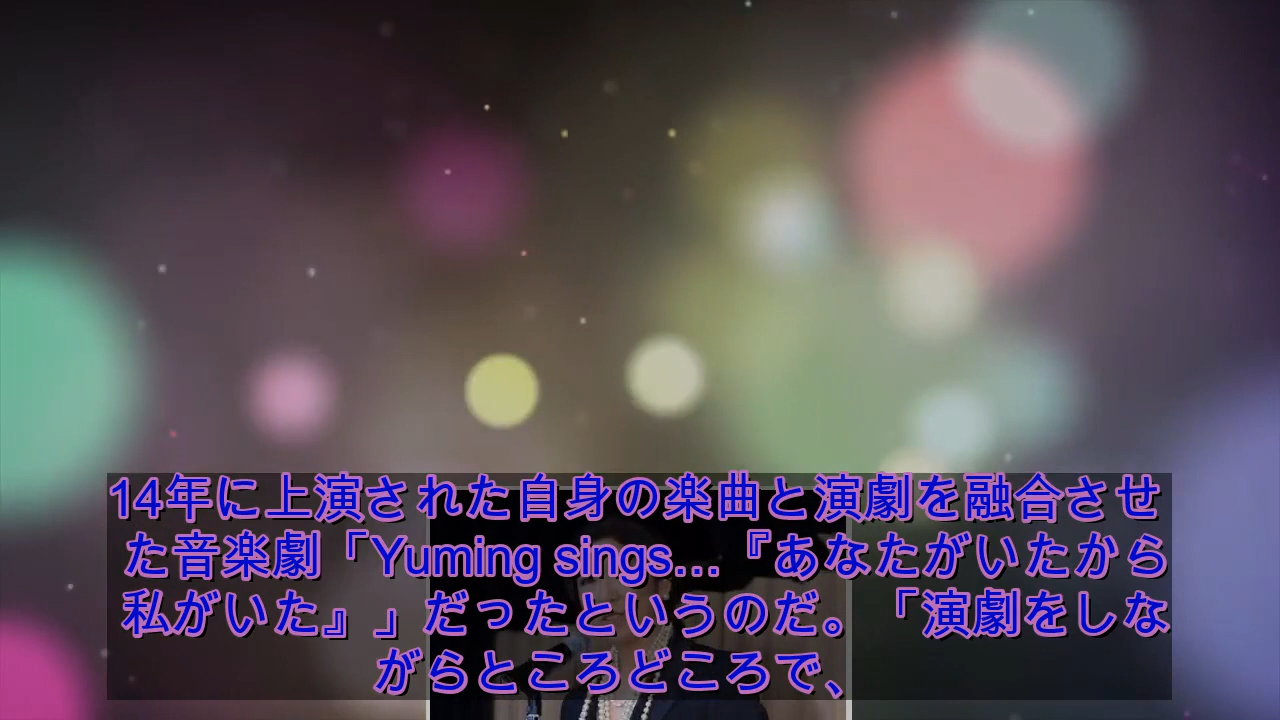 14年に上演された自身の楽曲と演劇を融合させ
た音楽劇「Yuming sings...『あなたがいたから
私がいた』」だったというのだ。「演劇をしな
がらところどころで、